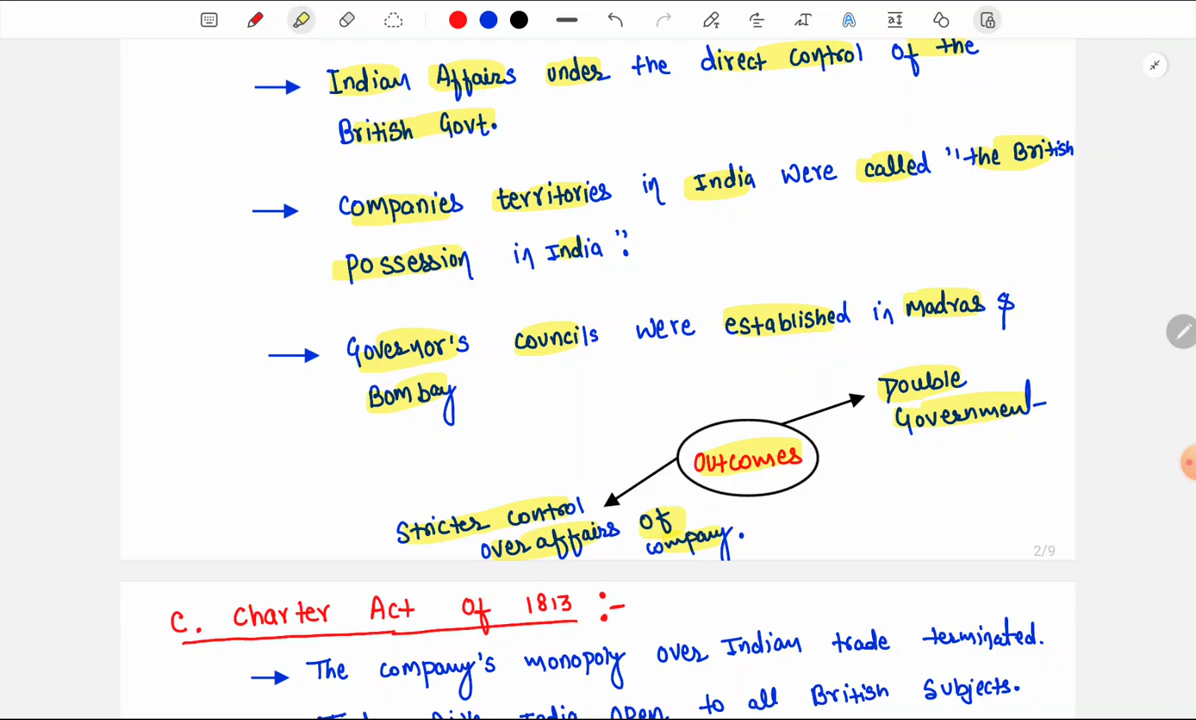 → Indian Affairs under the direct control of the
British Govt.
→ Companies territories in India were called "the British
possession in India".
→ Governor's councils were established in Madras &
Bombay
Double
Government
Outcomes
Stricter control
over affairs of
company.
2/9
C. Charter Act of 1813 :-
→ The company's monopoly over Indian trade terminated.
India open to all British Subjects.